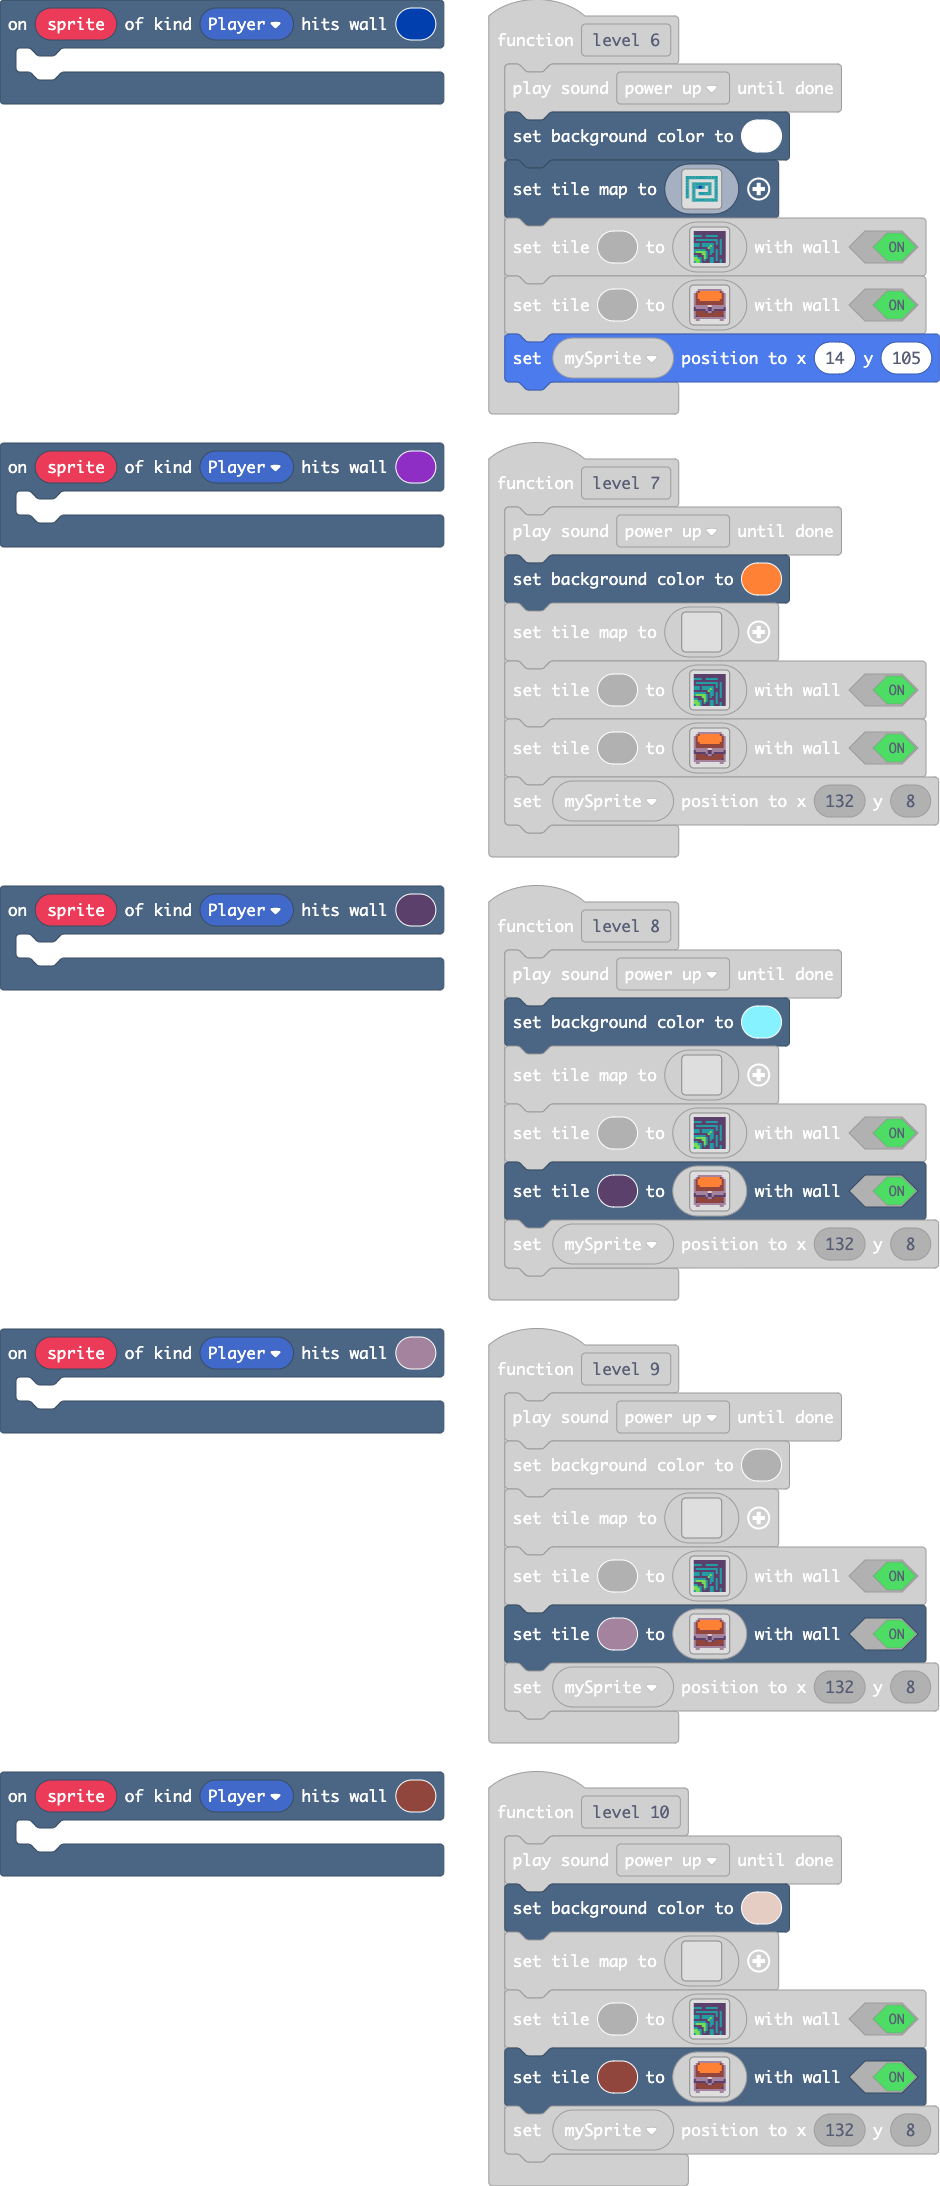 on sprite of kind Player hits wall
function level 6
play sound power up until done
set background color to
set tile map to
set tile to with wall ON
set tile to with wall ON
set mySprite position to x 14 y 105
on sprite of kind Player hits wall
function level 7
play sound power up until done
set background color to
set tile map to
set tile to with wall ON
set tile to with wall ON
set mySprite position to x 132 y 8
on sprite of kind Player hits wall
function level 8
play sound power up until done
set background color to
set tile map to
set tile to with wall ON
set tile to with wall ON
set mySprite position to x 132 y 8
on sprite of kind Player hits wall
function level 9
play sound power up until done
set background color to
set tile map to
set tile to with wall ON
set tile to with wall ON
set mySprite position to x 132 y 8
on sprite of kind Player hits wall
function level 10
play sound power up until done
set background color to
set tile map to
set tile to with wall ON
set tile to with wall ON
set mySprite position to x 132 y 8